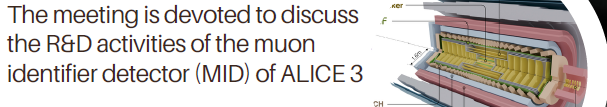 The meeting is devoted to discuss
the R&D activities of the muon
identifier detector (MID) of ALICE 3